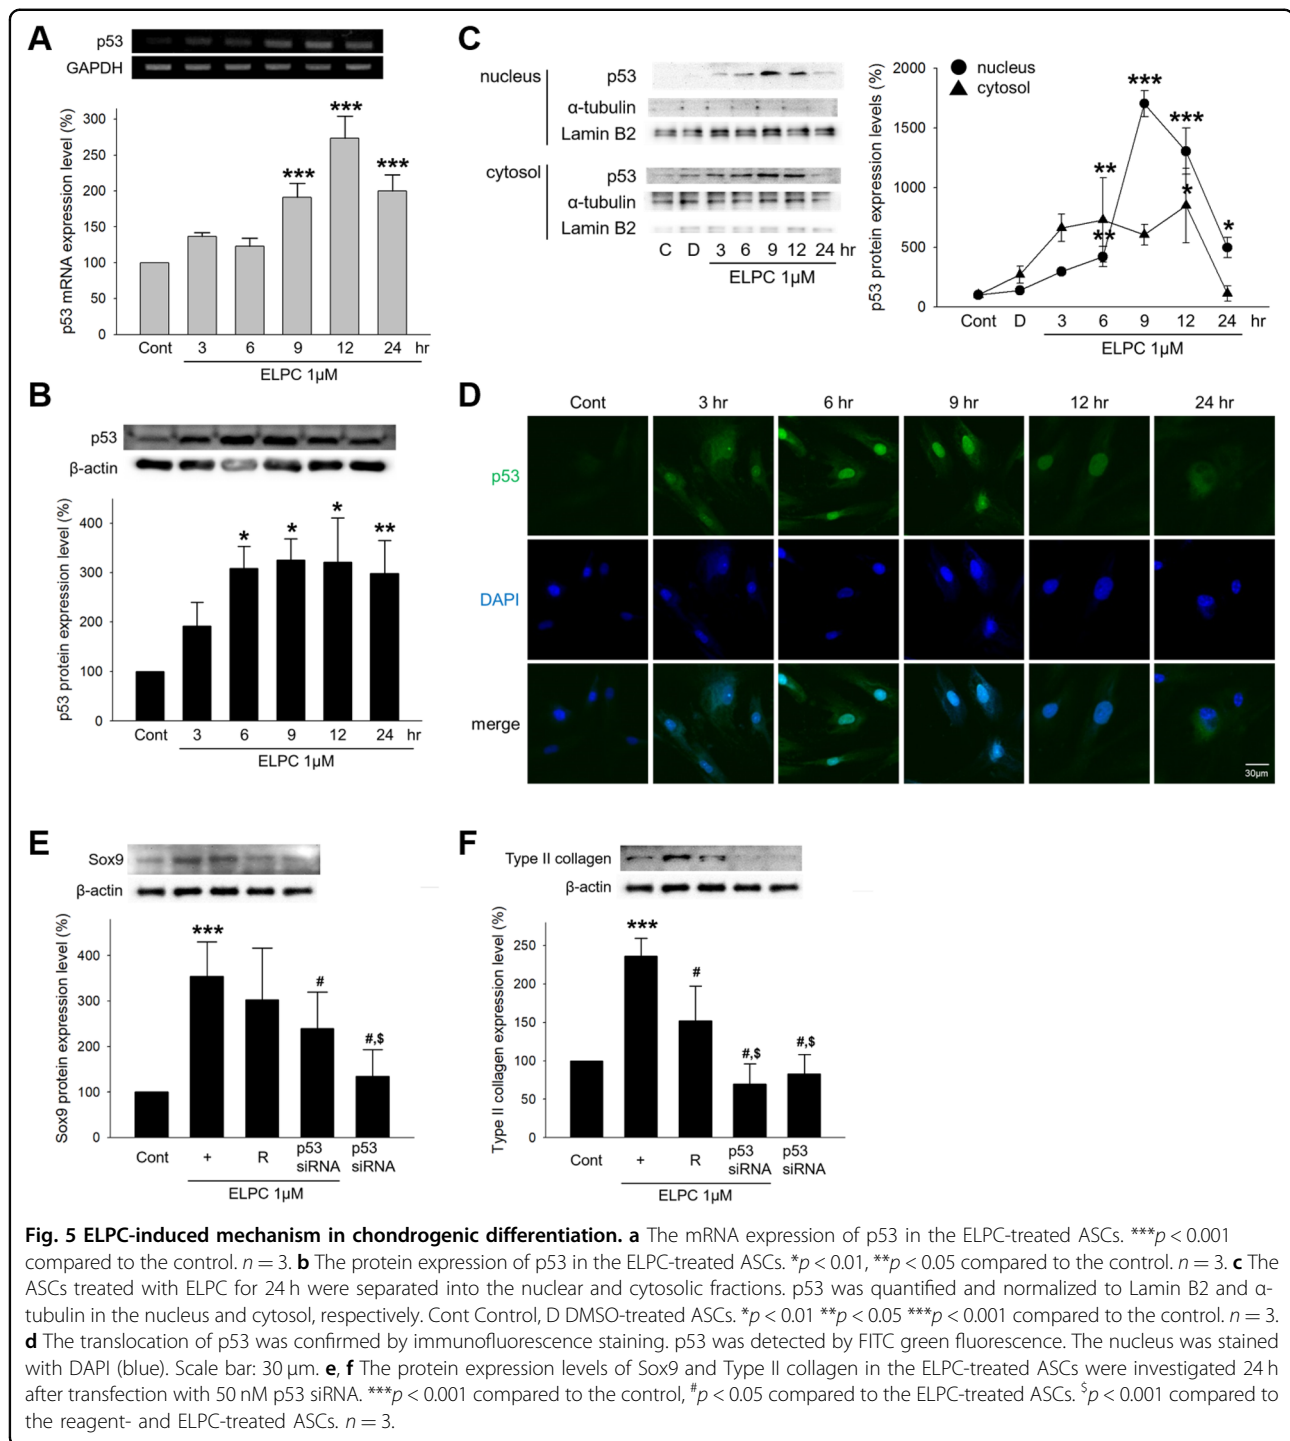 A
p53
GAPDH
p53 mRNA expression level (%)
300
250
200
150
100
50
0
***
***
***
Cont 3 6 9 12 24 hr
ELPC 1µM
B
p53
β-actin
p53 protein expression level (%)
400
300
200
100
0
*
*
*
**
Cont 3 6 9 12 24 hr
ELPC 1µM
C
nucleus
p53
α-tubulin
Lamin B2
cytosol
p53
α-tubulin
Lamin B2
C D 3 6 9 12 24 hr
ELPC 1µM
p53 protein expression levels (%)
2000
1500
1000
500
0
nucleus
cytosol
***
***
**
*
**
*
Cont D 3 6 9 12 24 hr
ELPC 1µM
D
Cont 3 hr 6 hr 9 hr 12 hr 24 hr
p53
DAPI
merge
30µm
E
Sox9
β-actin
Sox9 protein expression level (%)
400
300
200
100
0
***
#
#,$
Cont + R p53 siRNA p53 siRNA
ELPC 1µM
F
Type II collagen
β-actin
Type II collagen expression level (%)
250
200
150
100
50
0
***
#
#,$
#,$
Cont + R p53 siRNA p53 siRNA
ELPC 1µM
Fig. 5 ELPC-induced mechanism in chondrogenic differentiation. a The mRNA expression of p53 in the ELPC-treated ASCs. ***p < 0.001
compared to the control. n = 3. b The protein expression of p53 in the ELPC-treated ASCs. *p < 0.01, **p < 0.05 compared to the control. n = 3. c The
ASCs treated with ELPC for 24 h were separated into the nuclear and cytosolic fractions. p53 was quantified and normalized to Lamin B2 and α-
tubulin in the nucleus and cytosol, respectively. Cont Control, D DMSO-treated ASCs. *p < 0.01 **p < 0.05 ***p < 0.001 compared to the control. n = 3.
d The translocation of p53 was confirmed by immunofluorescence staining. p53 was detected by FITC green fluorescence. The nucleus was stained
with DAPI (blue). Scale bar: 30 µm. e, f The protein expression levels of Sox9 and Type II collagen in the ELPC-treated ASCs were investigated 24 h
after transfection with 50 nM p53 siRNA. ***p < 0.001 compared to the control, #p < 0.05 compared to the ELPC-treated ASCs. $p < 0.001 compared to
the reagent- and ELPC-treated ASCs. n = 3.